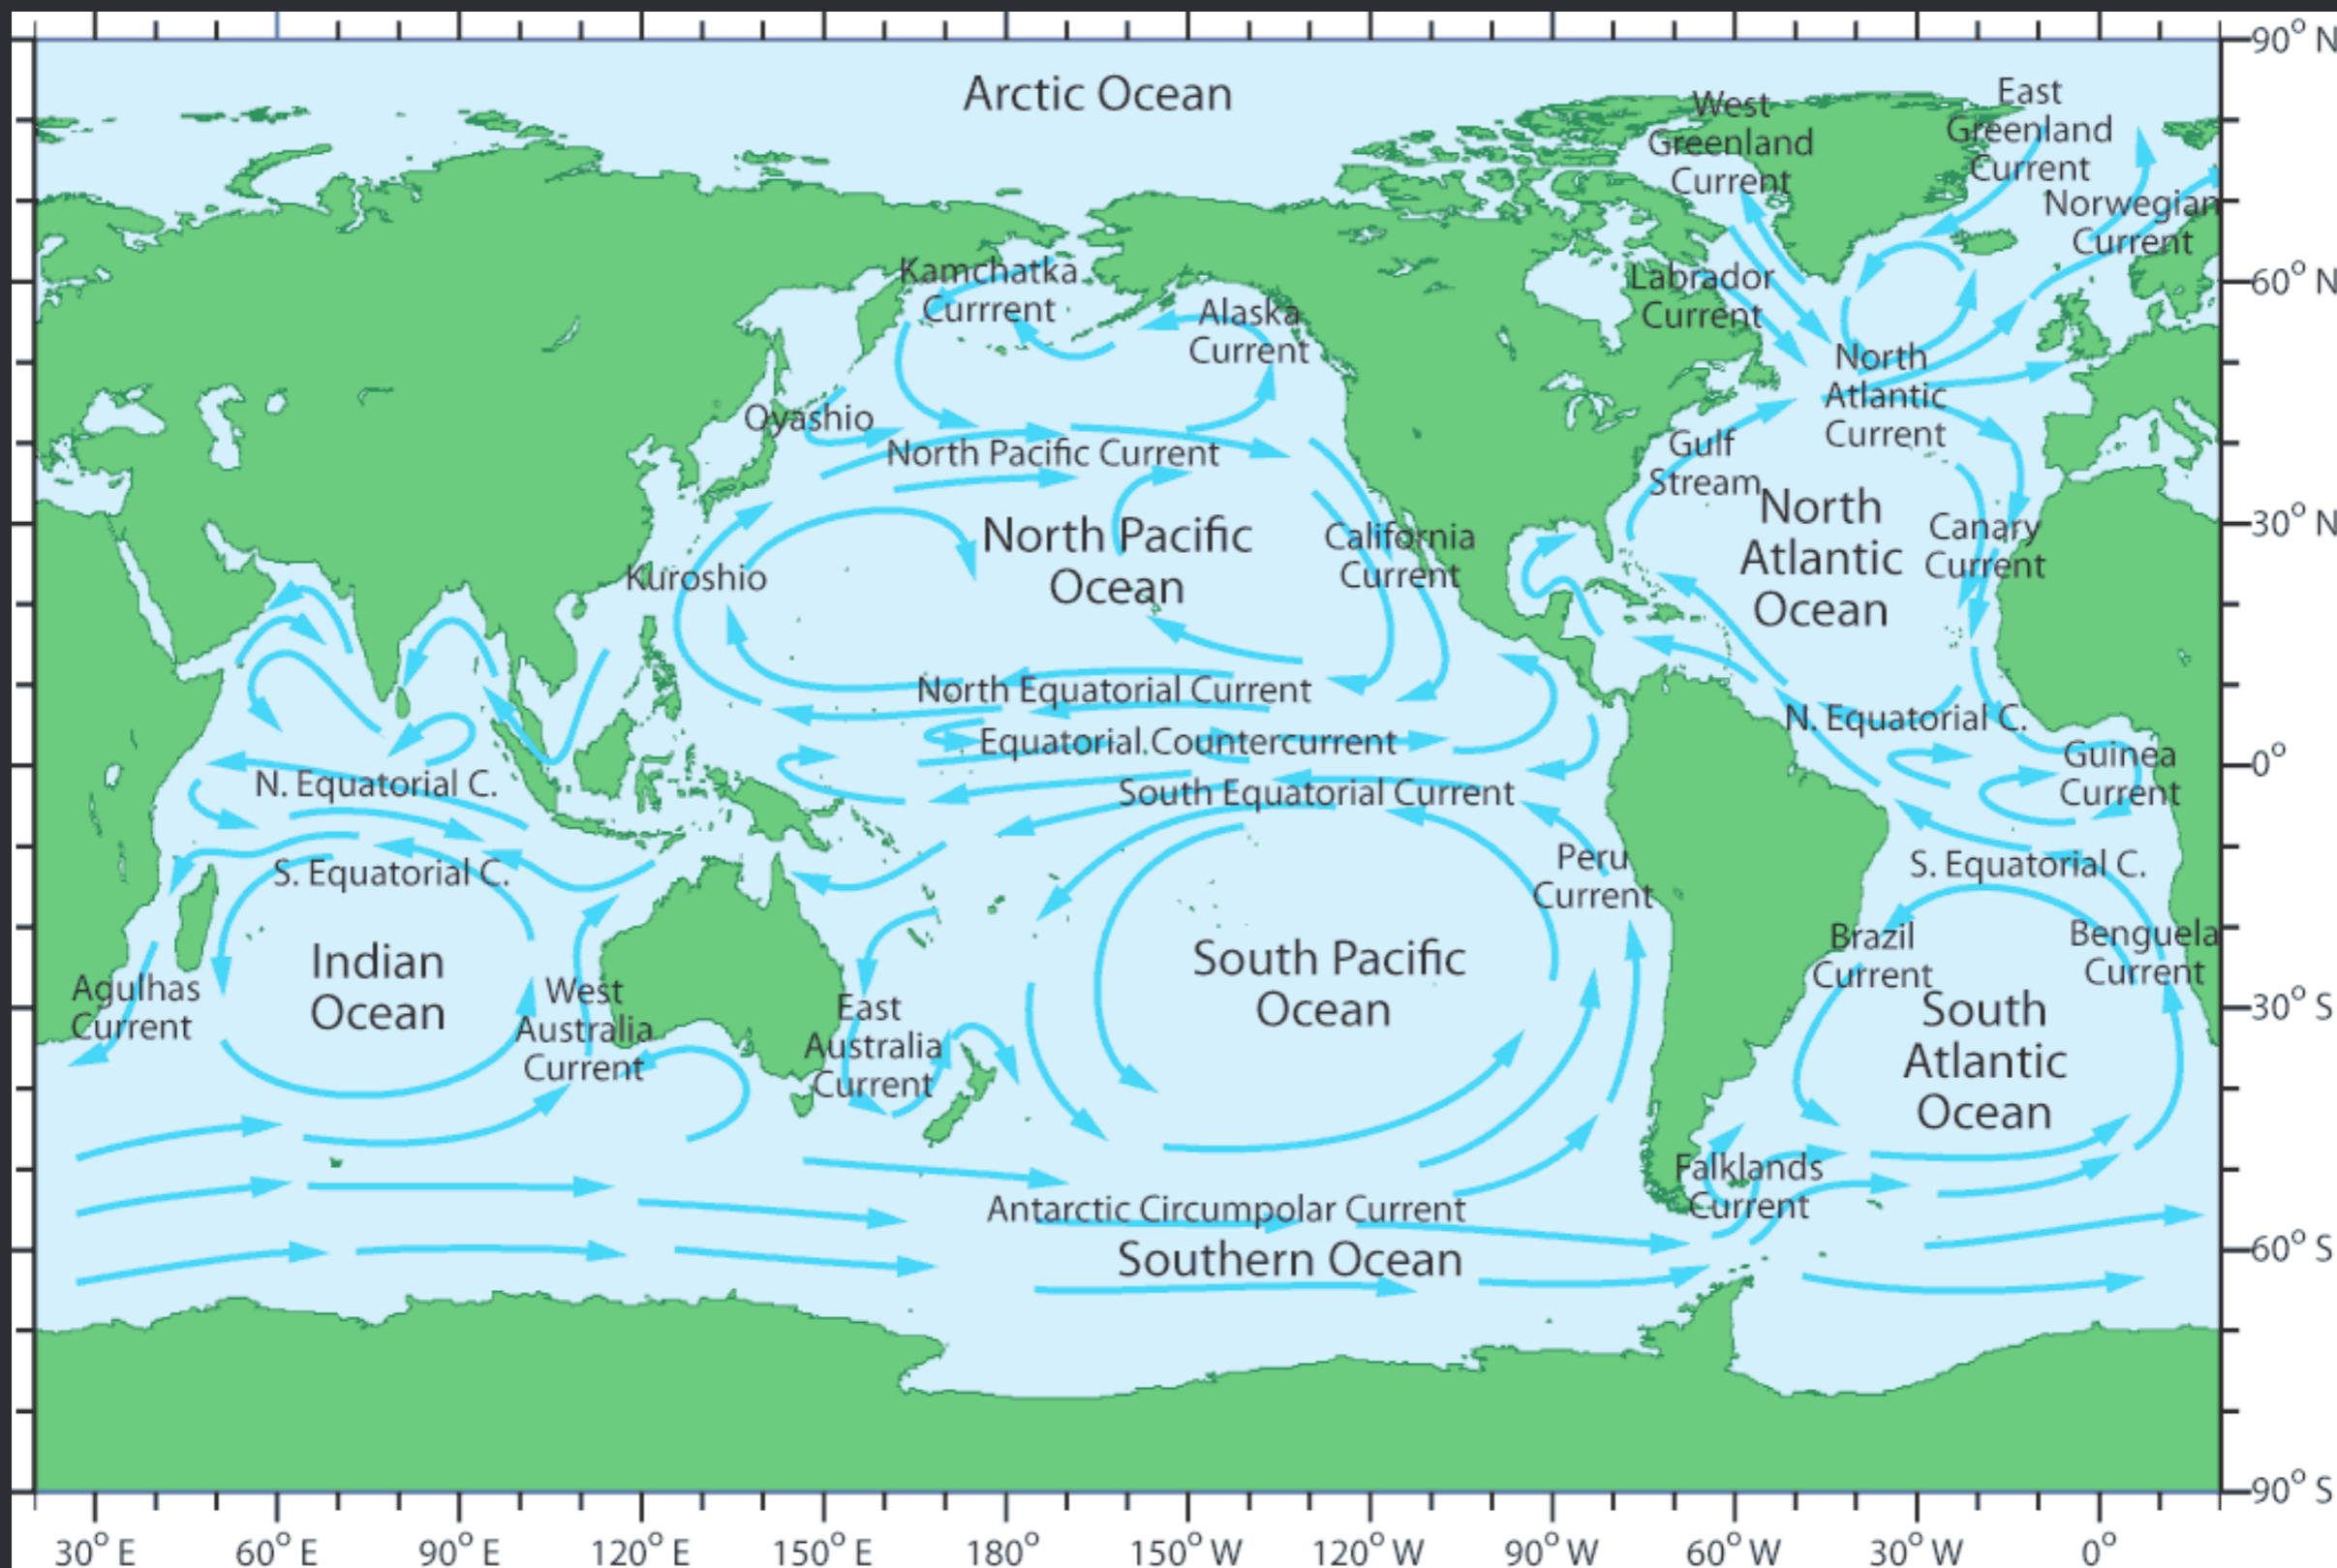 Arctic Ocean
West
Greenland
Current
East
Greenland
Current
Norwegian
Current
Kamchatka
Currrent
Alaska
Current
Labrador
Current
Oyashio
North Pacific Current
North
Atlantic
Current
Gulf
Stream
North Pacific
Ocean
Kuroshio
California
Current
North
Atlantic
Ocean
Canary
Current
North Equatorial Current
Equatorial Countercurrent
South Equatorial Current
N. Equatorial C.
Guinea
Current
N. Equatorial C.
S. Equatorial C.
S. Equatorial C.
Peru
Current
Indian
Ocean
Agulhas
Current
West
Australia
Current
East
Australia
Current
South Pacific
Ocean
Brazil
Current
Benguela
Current
South
Atlantic
Ocean
Falklands
Current
Antarctic Circumpolar Current
Southern Ocean
90° N
60° N
30° N
0°
30° S
60° S
90° S
30° E 60° E 90° E 120° E 150° E 180° 150° W 120° W 90° W 60° W 30° W 0°